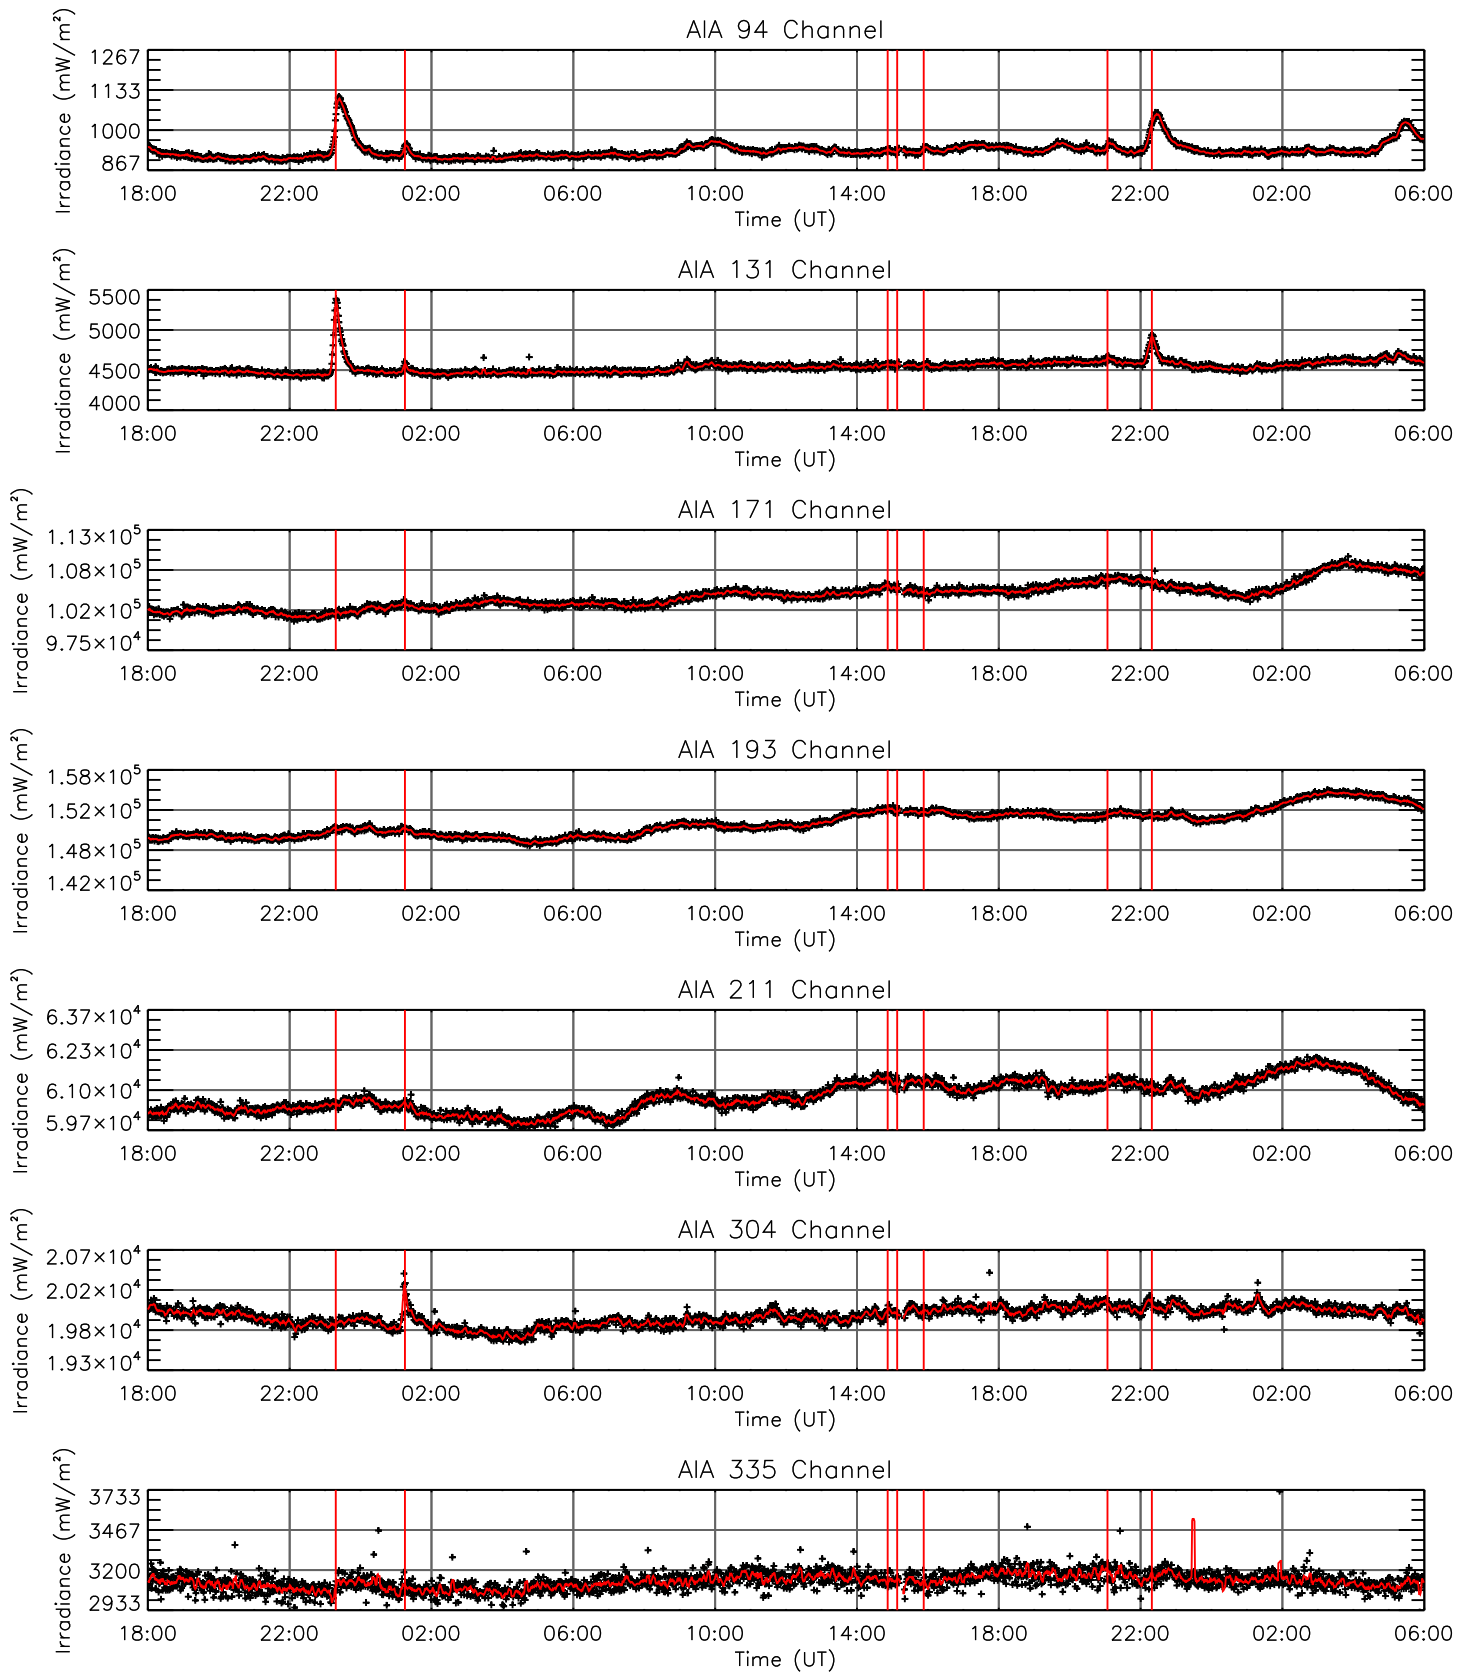 AIA 94 Channel
Irradiance (mW/m²)
1267
1133
1000
867
18:00 22:00 02:00 06:00 10:00 14:00 18:00 22:00 02:00 06:00
Time (UT)
AIA 131 Channel
Irradiance (mW/m²)
5500
5000
4500
4000
18:00 22:00 02:00 06:00 10:00 14:00 18:00 22:00 02:00 06:00
Time (UT)
AIA 171 Channel
Irradiance (mW/m²)
1.13×10⁵
1.08×10⁵
1.02×10⁵
9.75×10⁴
18:00 22:00 02:00 06:00 10:00 14:00 18:00 22:00 02:00 06:00
Time (UT)
AIA 193 Channel
Irradiance (mW/m²)
1.58×10⁵
1.52×10⁵
1.48×10⁵
1.42×10⁵
18:00 22:00 02:00 06:00 10:00 14:00 18:00 22:00 02:00 06:00
Time (UT)
AIA 211 Channel
Irradiance (mW/m²)
6.37×10⁴
6.23×10⁴
6.10×10⁴
5.97×10⁴
18:00 22:00 02:00 06:00 10:00 14:00 18:00 22:00 02:00 06:00
Time (UT)
AIA 304 Channel
Irradiance (mW/m²)
2.07×10⁴
2.02×10⁴
1.98×10⁴
1.93×10⁴
18:00 22:00 02:00 06:00 10:00 14:00 18:00 22:00 02:00 06:00
Time (UT)
AIA 335 Channel
Irradiance (mW/m²)
3733
3467
3200
2933
18:00 22:00 02:00 06:00 10:00 14:00 18:00 22:00 02:00 06:00
Time (UT)